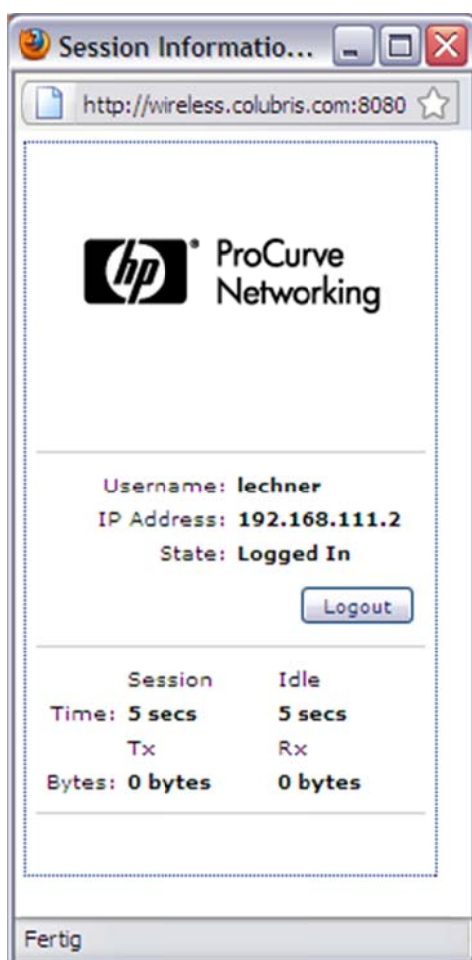 Session Informatio...
http://wireless.colubris.com:8080
hp® ProCurve
Networking
Username: lechner
IP Address: 192.168.111.2
State: Logged In
Logout
Session Idle
Time: 5 secs 5 secs
Tx Rx
Bytes: 0 bytes 0 bytes
Fertig